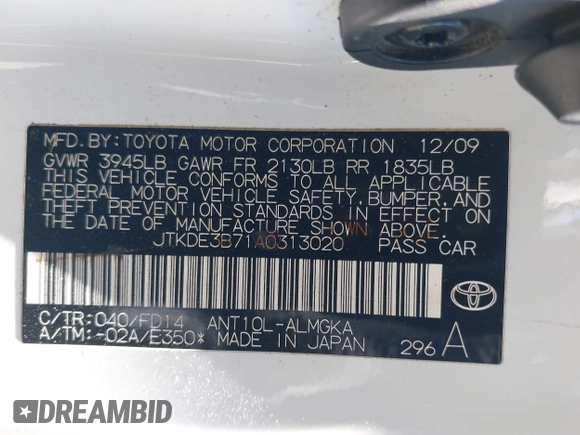 MFD.BY:TOYOTA MOTOR CORPORATION 12/09
GVWR 3945LB GAWR FR 2130LB RR 1835LB
THIS VEHICLE CONFORMS TO ALL APPLICABLE
FEDERAL MOTOR VEHICLE SAFETY, BUMPER, AND
THEFT PREVENTION STANDARDS IN EFFECT ON
THE DATE OF MANUFACTURE SHOWN ABOVE.
JTKDE3B71A0313020 PASS CAR
C/TR:040/FD14 ANT10L-ALMGKA
A/TM:-02A/E350* MADE IN JAPAN
296 A
DREAMBID